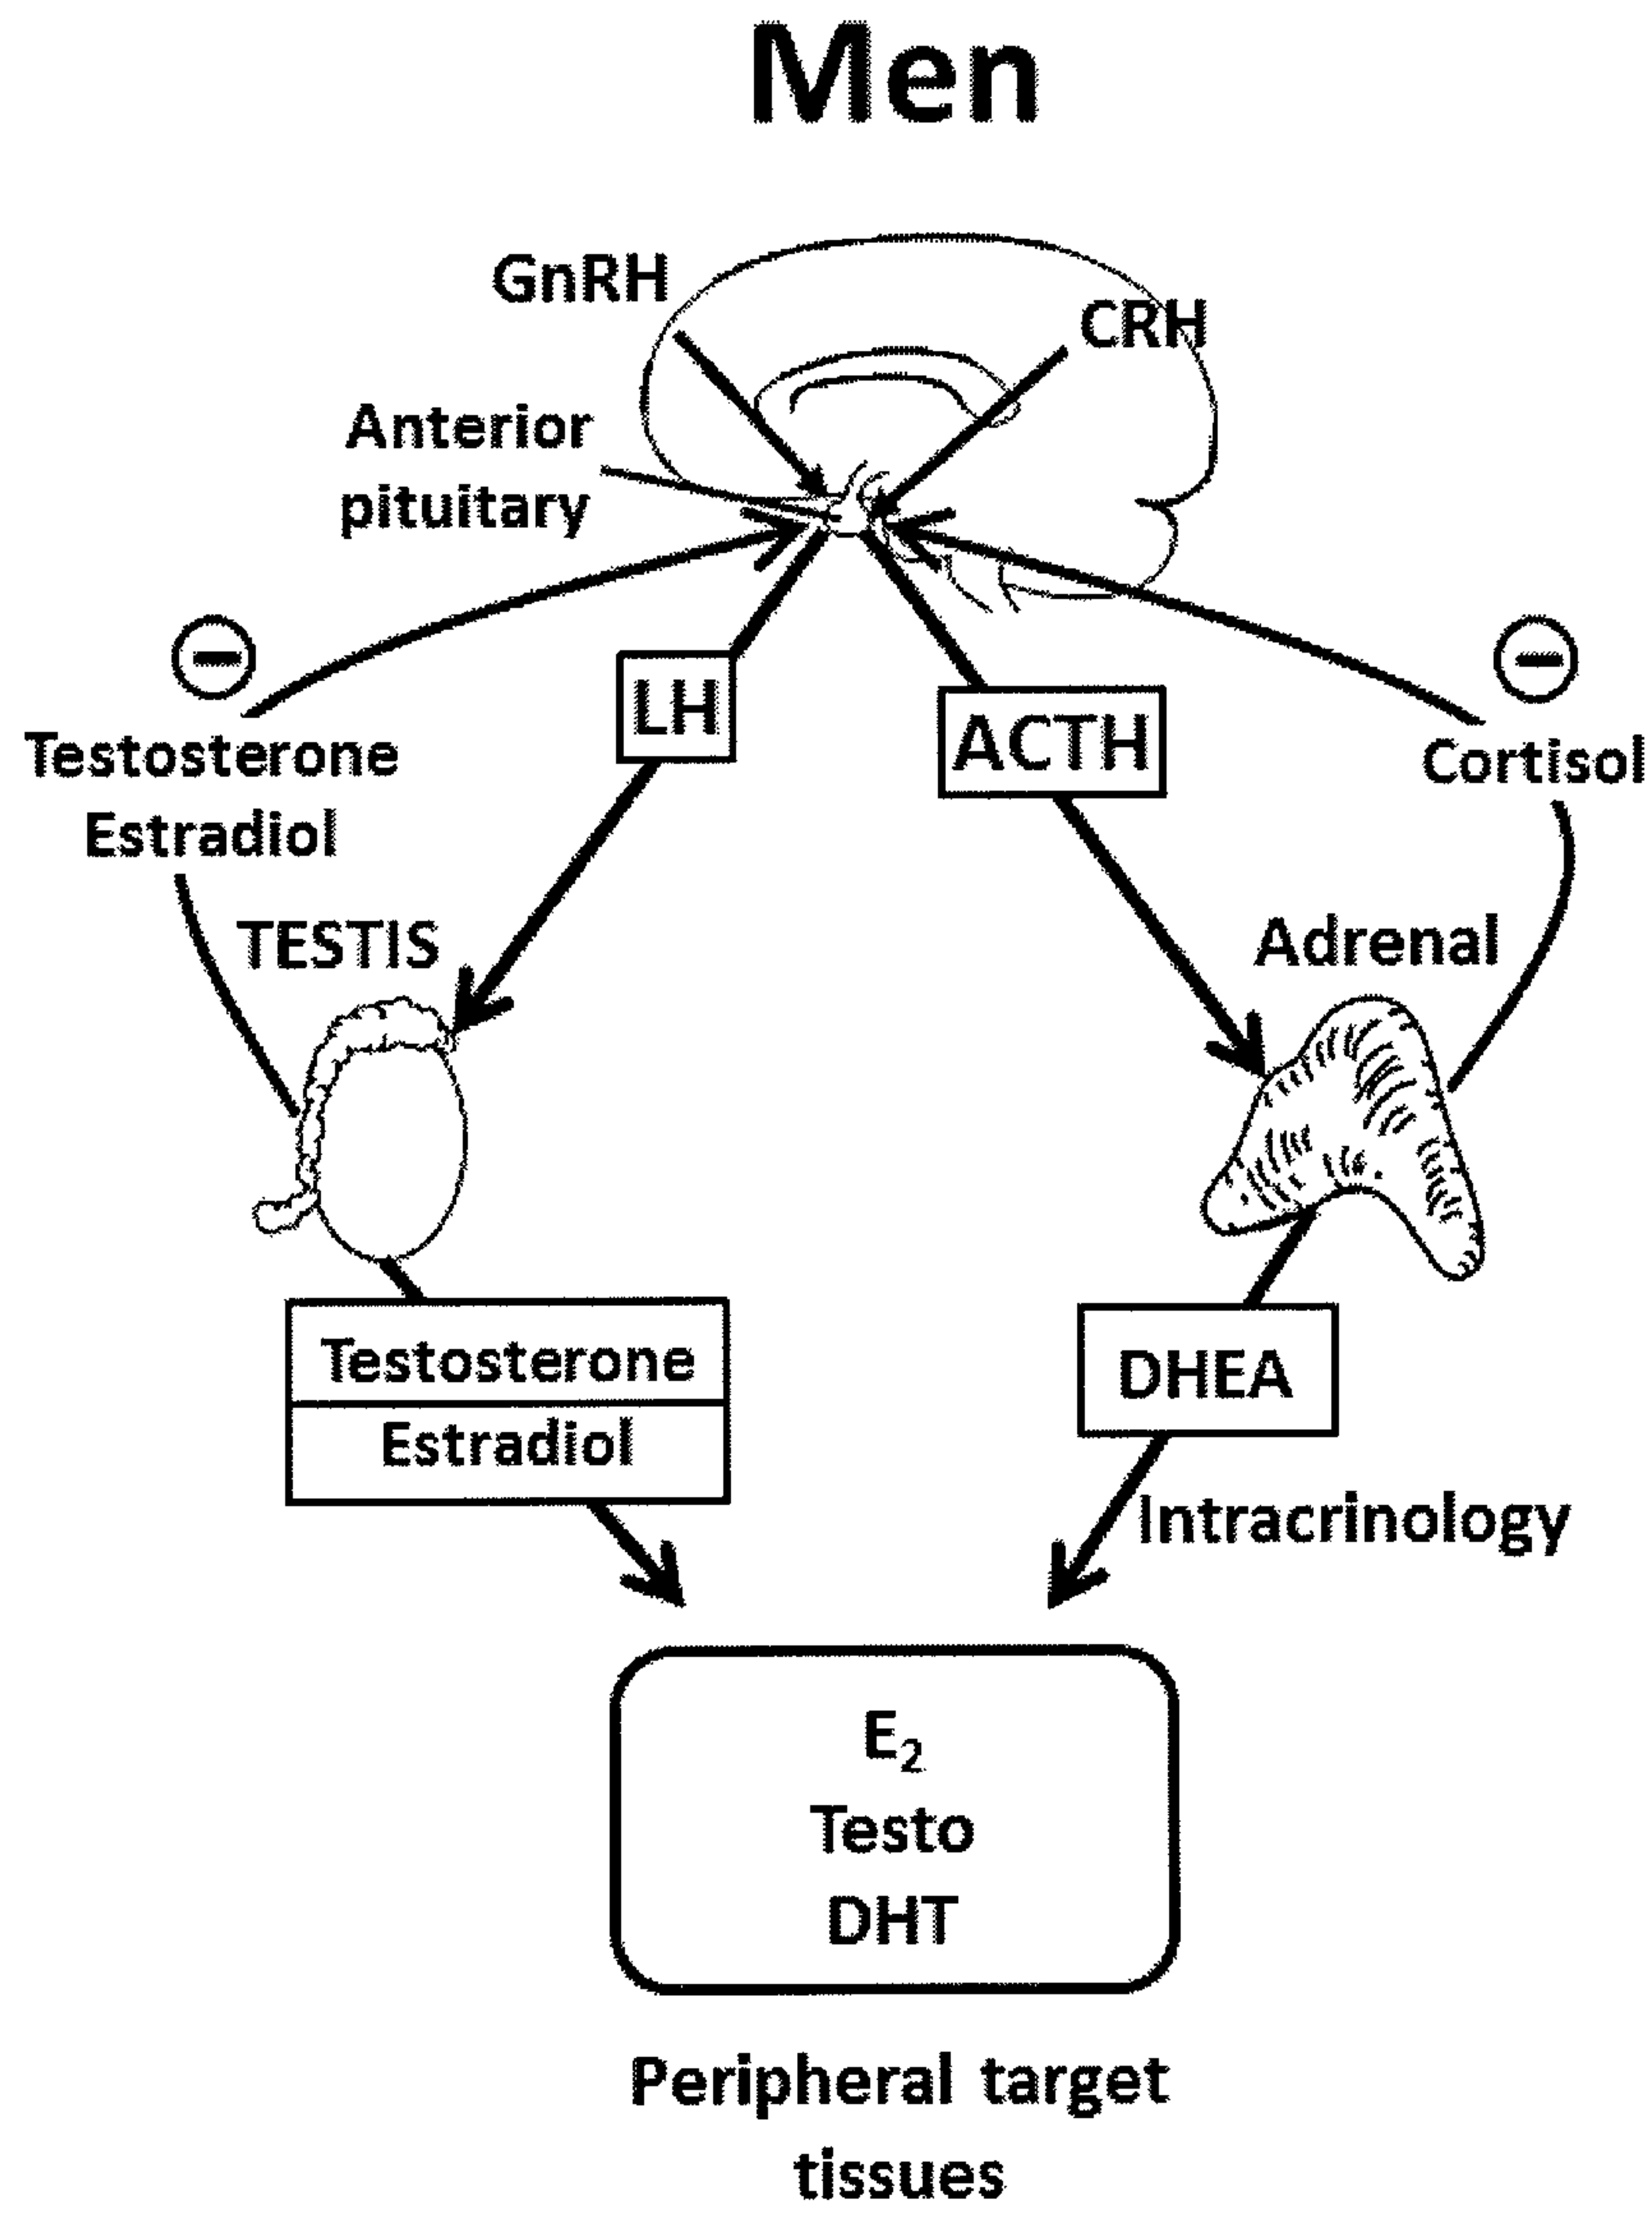 Men
GnRH
CRH
Anterior
pituitary
LH
ACTH
Testosterone
Estradiol
Cortisol
TESTIS
Adrenal
Testosterone
Estradiol
DHEA
Intracrinology
E₂
Testo
DHT
Peripheral target
tissues